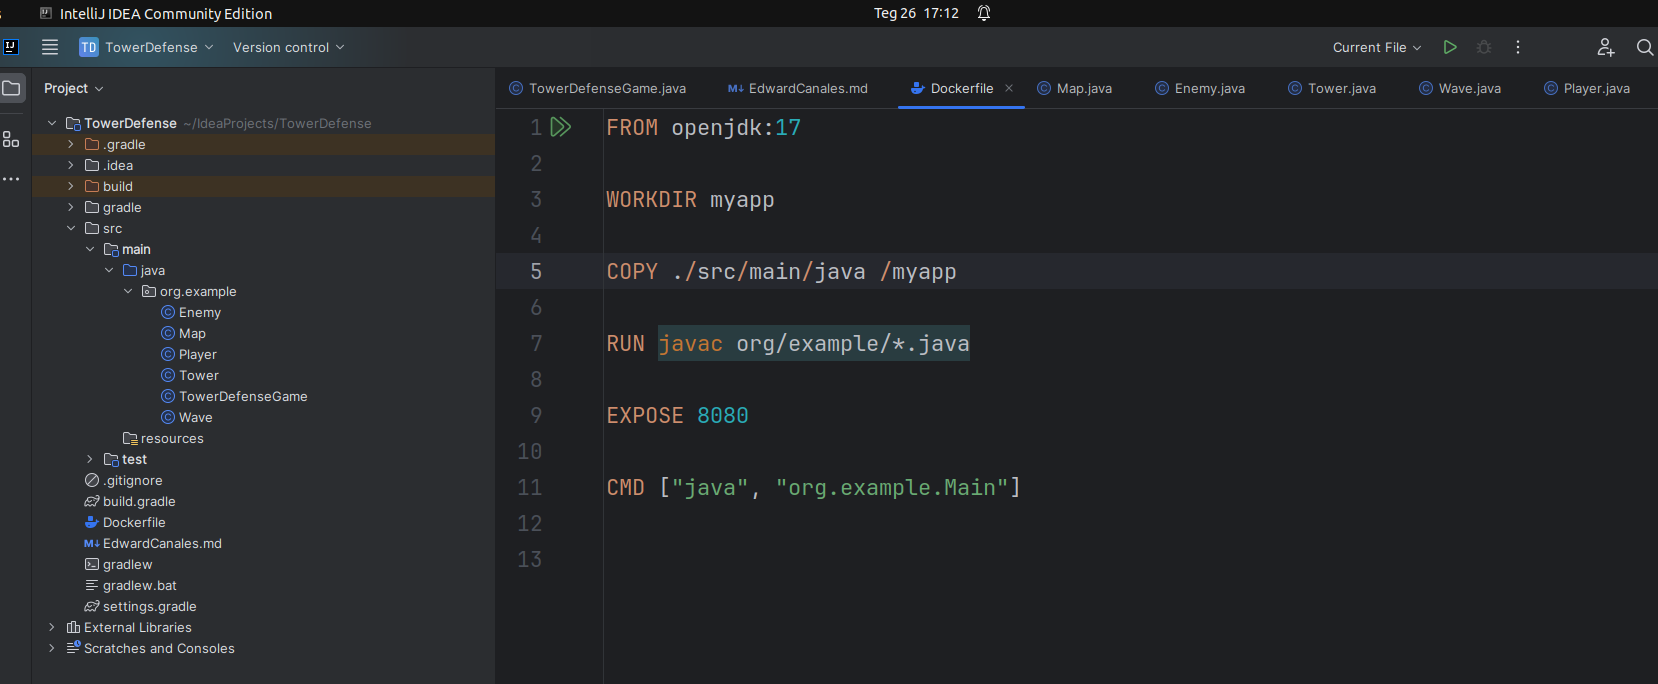 IntelliJ IDEA Community Edition
Teg 26 17:12
IJ
TD TowerDefense
Version control
Current File
Project
TowerDefenseGame.java
M↓ EdwardCanales.md
Dockerfile
Map.java
Enemy.java
Tower.java
Wave.java
Player.java
TowerDefense ~/IdeaProjects/TowerDefense
.gradle
.idea
build
gradle
src
main
java
org.example
Enemy
Map
Player
Tower
TowerDefenseGame
Wave
resources
test
.gitignore
build.gradle
Dockerfile
M↓ EdwardCanales.md
gradlew
gradlew.bat
settings.gradle
External Libraries
Scratches and Consoles
1 FROM openjdk:17
2
3 WORKDIR myapp
4
5 COPY ./src/main/java /myapp
6
7 RUN javac org/example/*.java
8
9 EXPOSE 8080
10
11 CMD ["java", "org.example.Main"]
12
13